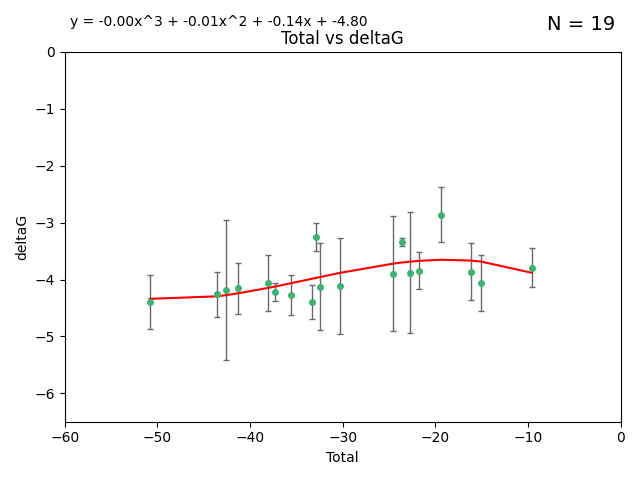 y = -0.00x^3 + -0.01x^2 + -0.14x + -4.80
N = 19
Total vs deltaG
0
−1
−2
−3
−4
−5
−6
deltaG
−60 −50 −40 −30 −20 −10 0
Total